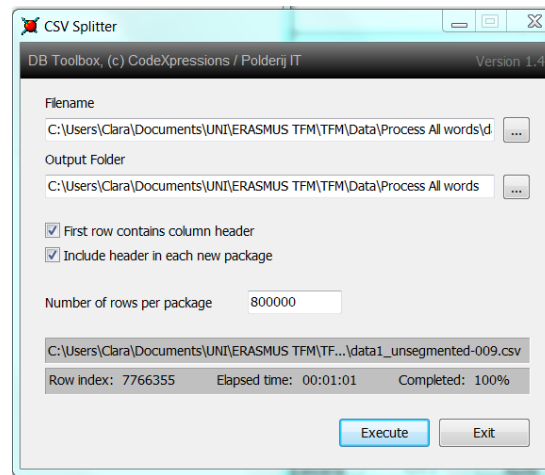 CSV Splitter
DB Toolbox, (c) CodeXpressions / Polderij IT Version 1.4
Filename
C:\Users\Clara\Documents\UNI\ERASMUS TFM\TFM\Data\Process All words\d
...
Output Folder
C:\Users\Clara\Documents\UNI\ERASMUS TFM\TFM\Data\Process All words
...
First row contains column header
Include header in each new package
Number of rows per package 800000
C:\Users\Clara\Documents\UNI\ERASMUS TFM\TF...\data1_unsegmented-009.csv
Row index: 7766355 Elapsed time: 00:01:01 Completed: 100%
Execute Exit